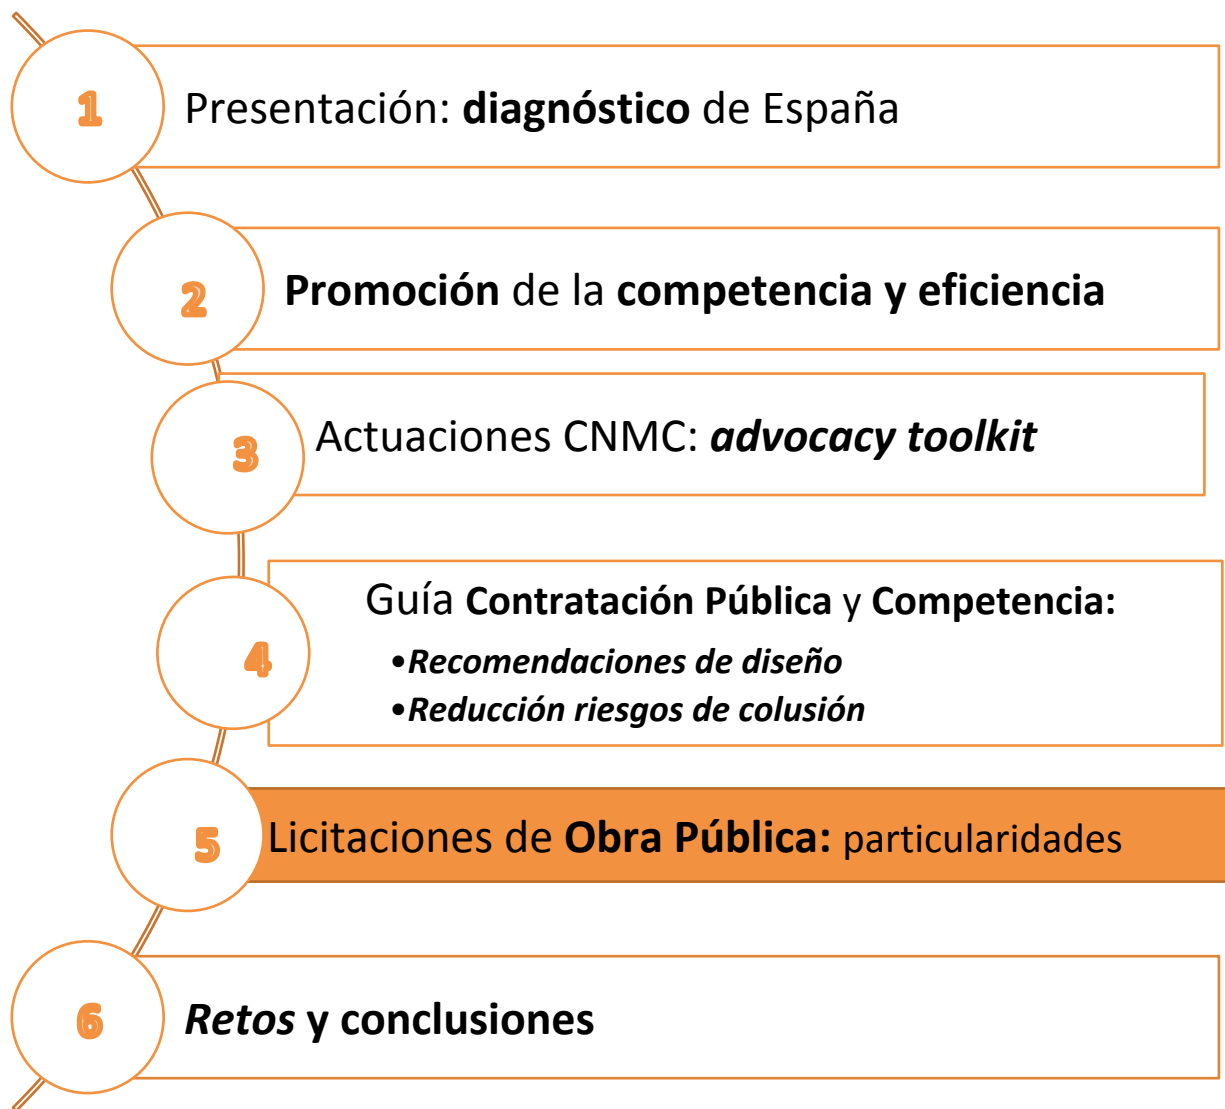 1
Presentación: diagnóstico de España
2
Promoción de la competencia y eficiencia
3
Actuaciones CNMC: advocacy toolkit
4
Guía Contratación Pública y Competencia:
•Recomendaciones de diseño
•Reducción riesgos de colusión
5
Licitaciones de Obra Pública: particularidades
6
Retos y conclusiones